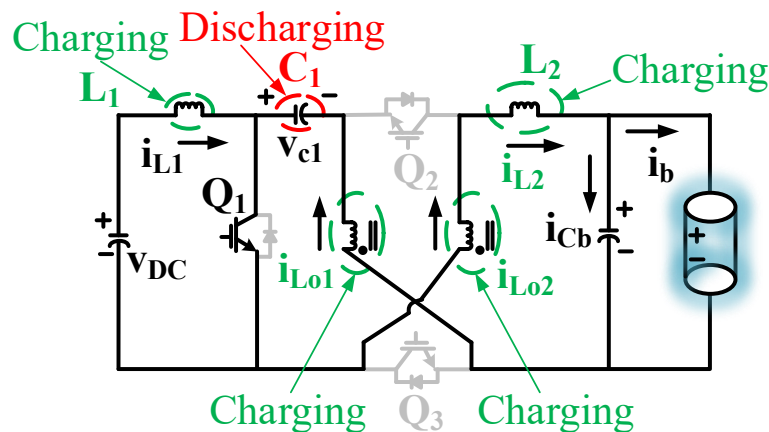 Discharging
Charging
C1
L1
L2
Charging
+
-
iL1
vc1
Q2
iL2
ib
Q1
+
-
vDC
iLo1
iLo2
iCb
+
-
+
-
Charging
Q3
Charging